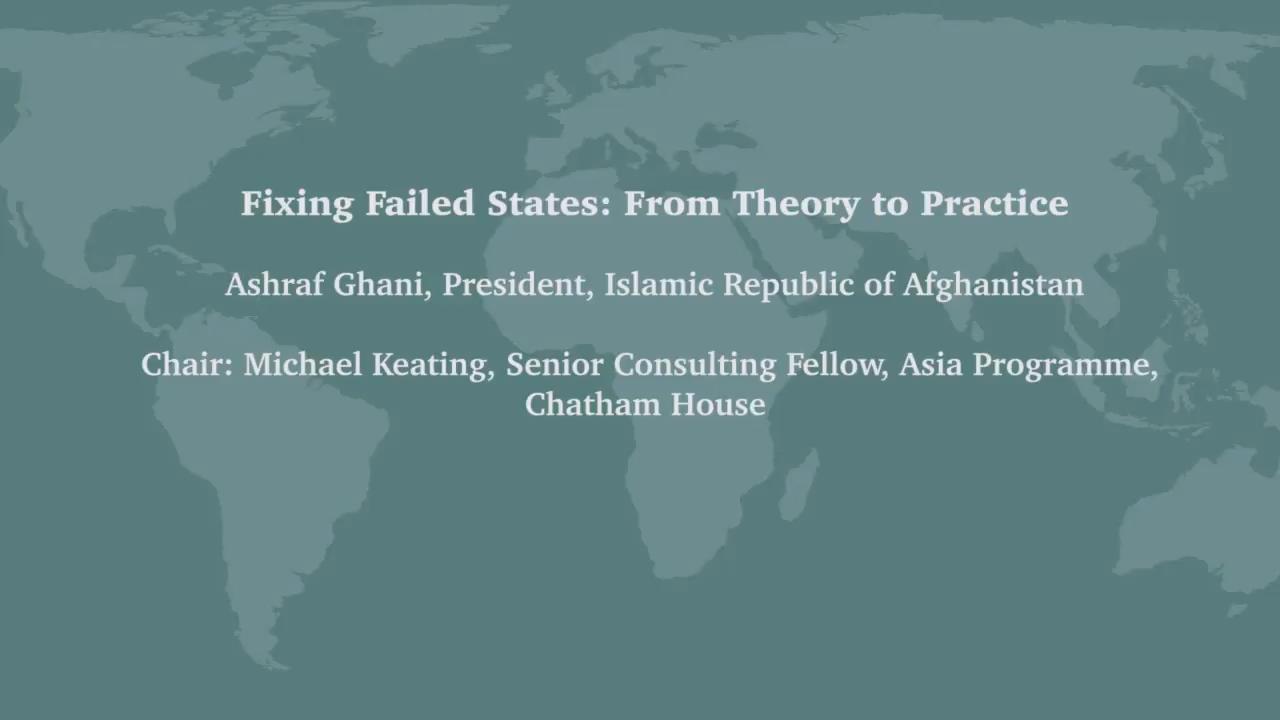 Fixing Failed States: From Theory to Practice
Ashraf Ghani, President, Islamic Republic of Afghanistan
Chair: Michael Keating, Senior Consulting Fellow, Asia Programme,
Chatham House